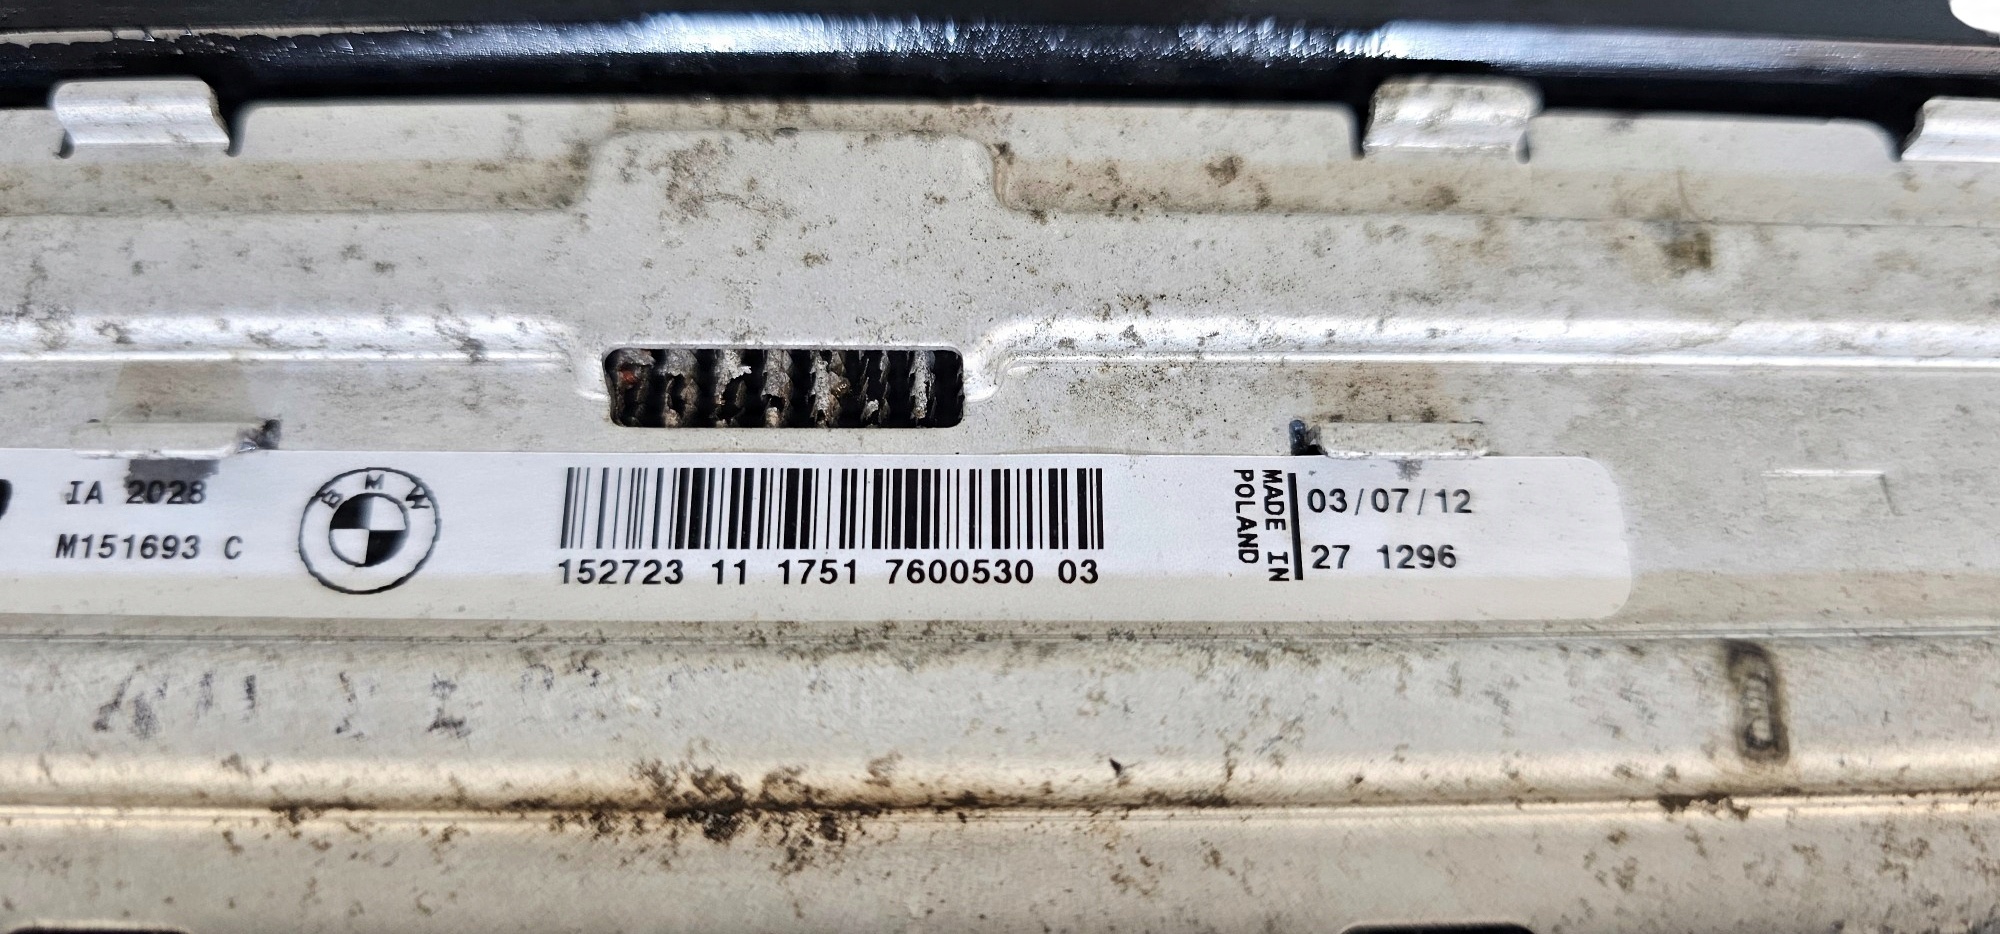 IA 2028
M151693 C
BMW
152723 11 1751 7600530 03
MADE IN
POLAND
03/07/12
27 1296